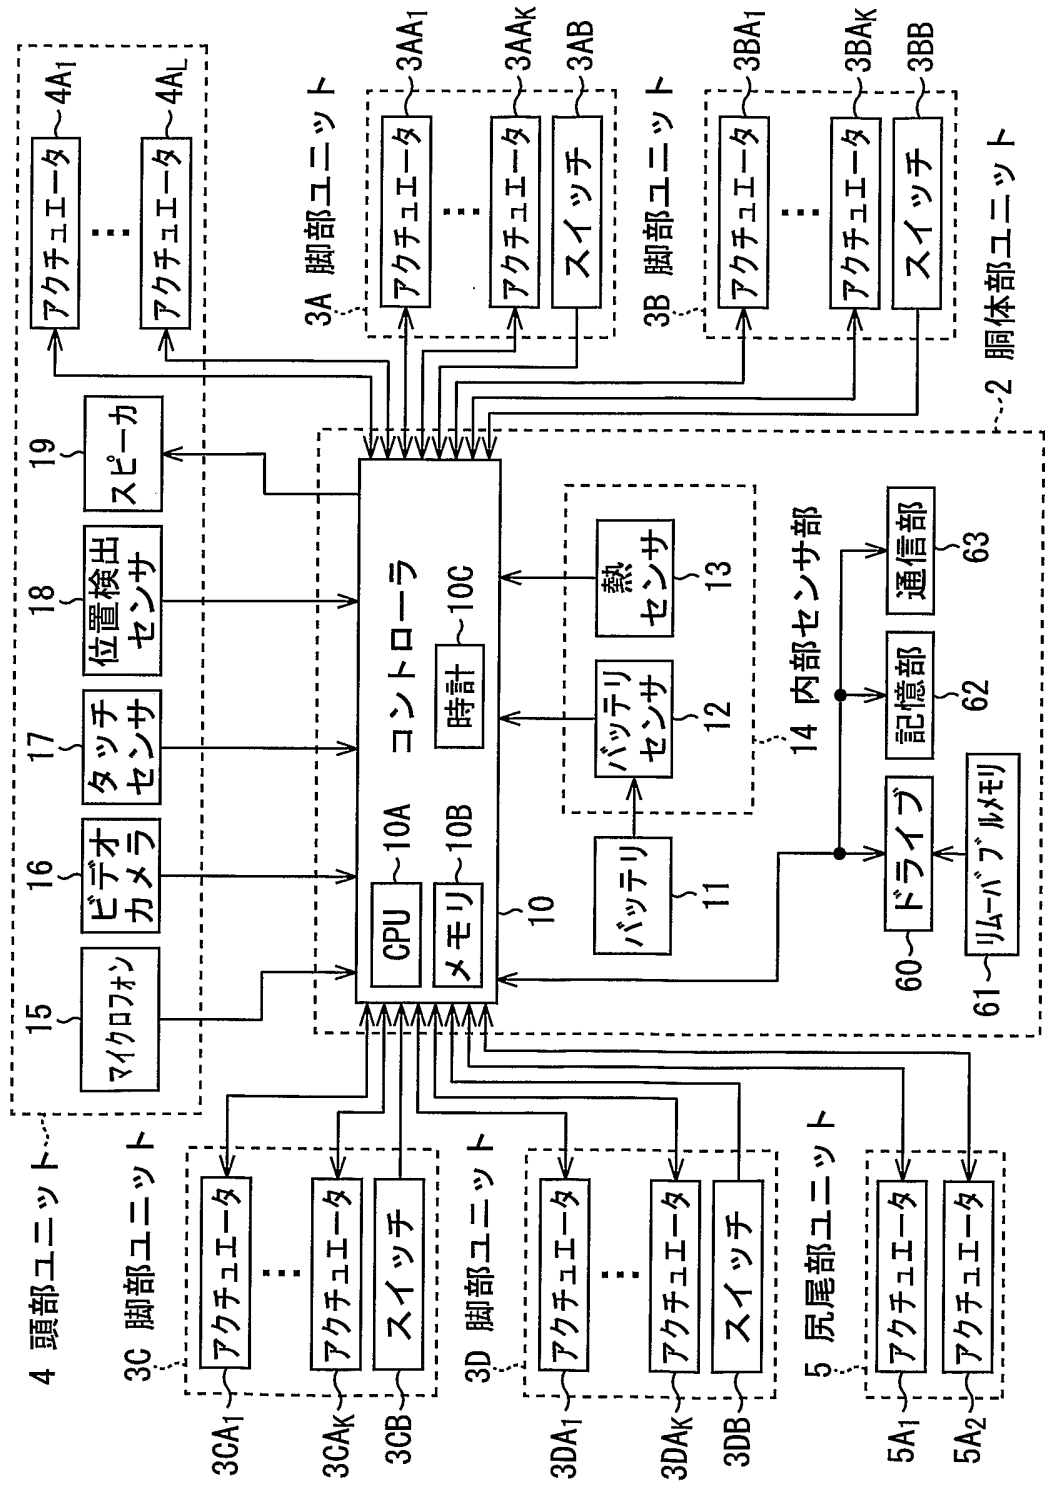 4 頭部ユニット
15
マイクロフォン
16
ビデオ
カメラ
17
タッチ
センサ
18
位置検出
センサ
19
スピーカ
アクチュエータ
4A1
アクチュエータ
4AL
3C 脚部ユニット
3CA1
アクチュエータ
3CAK
アクチュエータ
3CB
スイッチ
3D 脚部ユニット
3DA1
アクチュエータ
3DAK
アクチュエータ
3DB
スイッチ
5 尻尾部ユニット
5A1
アクチュエータ
5A2
アクチュエータ
コントローラ
CPU
10A
メモリ
10B
時計
10C
10
バッテリ
11
バッテリ
センサ
12
熱
センサ
13
14 内部センサ部
ドライブ
60
リムーバブルメモリ
61
記憶部
62
通信部
63
2 胴体部ユニット
3A 脚部ユニット
アクチュエータ
3AA1
アクチュエータ
3AAK
スイッチ
3AB
3B 脚部ユニット
アクチュエータ
3BA1
アクチュエータ
3BAK
スイッチ
3BB